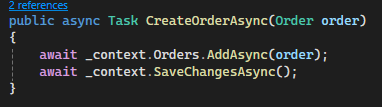 2 references
public async Task CreateOrderAsync(Order order)
{
    await _context.Orders.AddAsync(order);
    await _context.SaveChangesAsync();
}